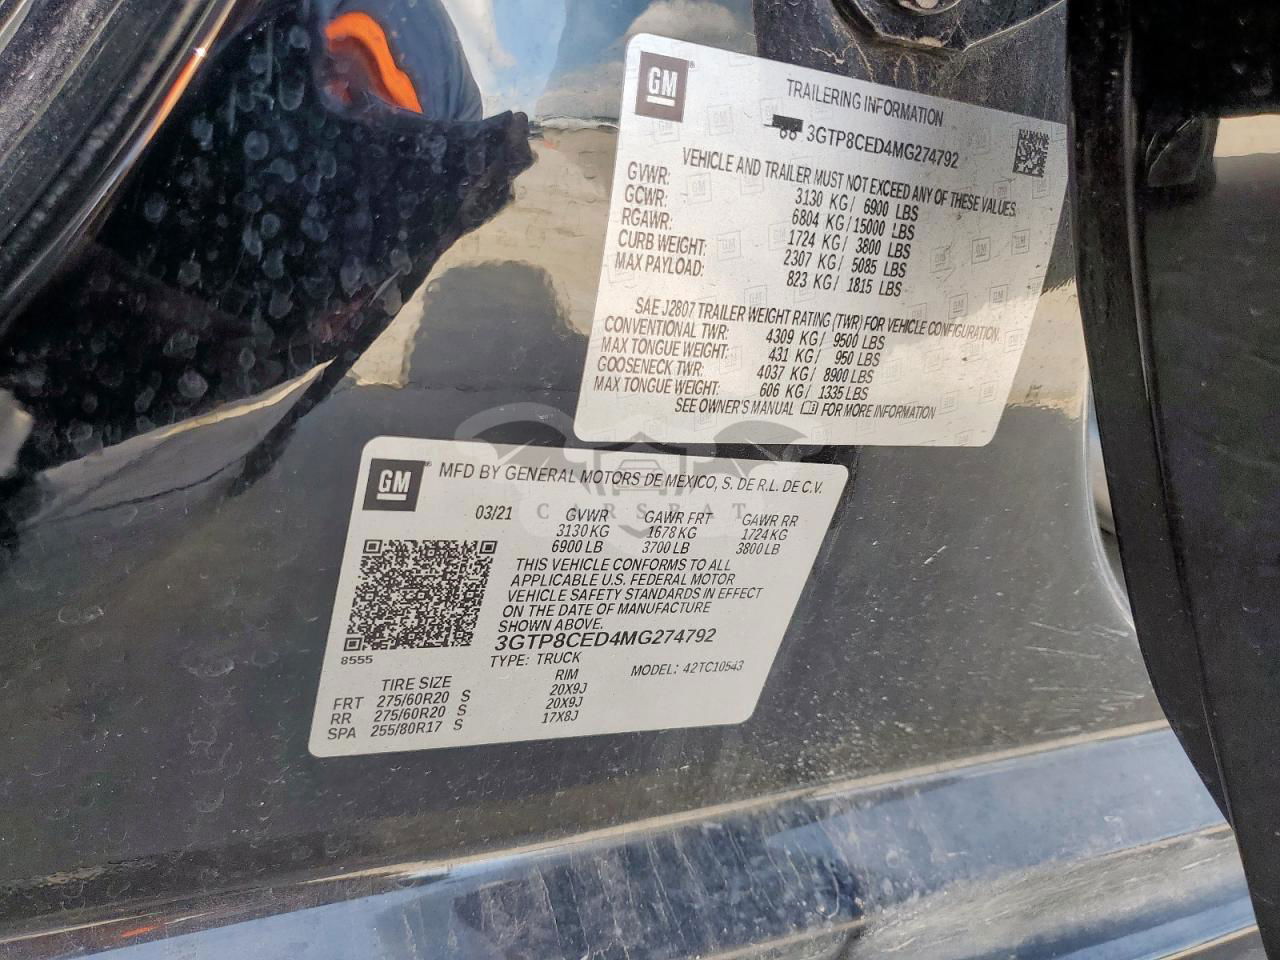 GM
TRAILERING INFORMATION
88 3GTP8CED4MG274792
VEHICLE AND TRAILER MUST NOT EXCEED ANY OF THESE VALUES.
GVWR: 3130 KG/ 6900 LBS
GCWR: 6804 KG/15000 LBS
RGAWR: 1724 KG/ 3800 LBS
CURB WEIGHT: 2307 KG/ 5085 LBS
MAX PAYLOAD: 823 KG/ 1815 LBS
SAE J2807 TRAILER WEIGHT RATING (TWR) FOR VEHICLE CONFIGURATION.
CONVENTIONAL TWR: 4309 KG/ 9500 LBS
MAX TONGUE WEIGHT: 431 KG/ 950 LBS
GOOSENECK TWR: 4037 KG/ 8900 LBS
MAX TONGUE WEIGHT: 606 KG/ 1335 LBS
SEE OWNER'S MANUAL FOR MORE INFORMATION
GM
MFD BY GENERAL MOTORS DE MEXICO, S. DE R.L. DE C.V.
03/21 GVWR GAWR FRT GAWR RR
3130 KG 1678 KG 1724 KG
6900 LB 3700 LB 3800 LB
THIS VEHICLE CONFORMS TO ALL
APPLICABLE U.S. FEDERAL MOTOR
VEHICLE SAFETY STANDARDS IN EFFECT
ON THE DATE OF MANUFACTURE
SHOWN ABOVE.
3GTP8CED4MG274792
8555
TYPE: TRUCK MODEL: 42TC10543
TIRE SIZE RIM
FRT 275/60R20 S 20X9J
RR 275/60R20 S 20X9J
SPA 255/80R17 S 17X8J
CARSBAT